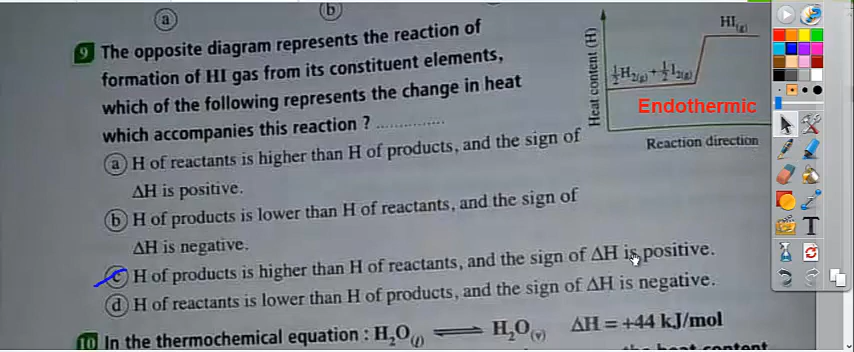 a
b
9 The opposite diagram represents the reaction of
formation of HI gas from its constituent elements,
which of the following represents the change in heat
which accompanies this reaction ? ..............
a H of reactants is higher than H of products, and the sign of
ΔH is positive.
b H of products is lower than H of reactants, and the sign of
ΔH is negative.
c H of products is higher than H of reactants, and the sign of ΔH is positive.
d H of reactants is lower than H of products, and the sign of ΔH is negative.
10 In the thermochemical equation : H₂O(l) ⇌ H₂O(v) ΔH = +44 kJ/mol
the heat content
Heat content (H)
HI(g)
½H₂(g) + ½I₂(g)
Endothermic
Reaction direction
T